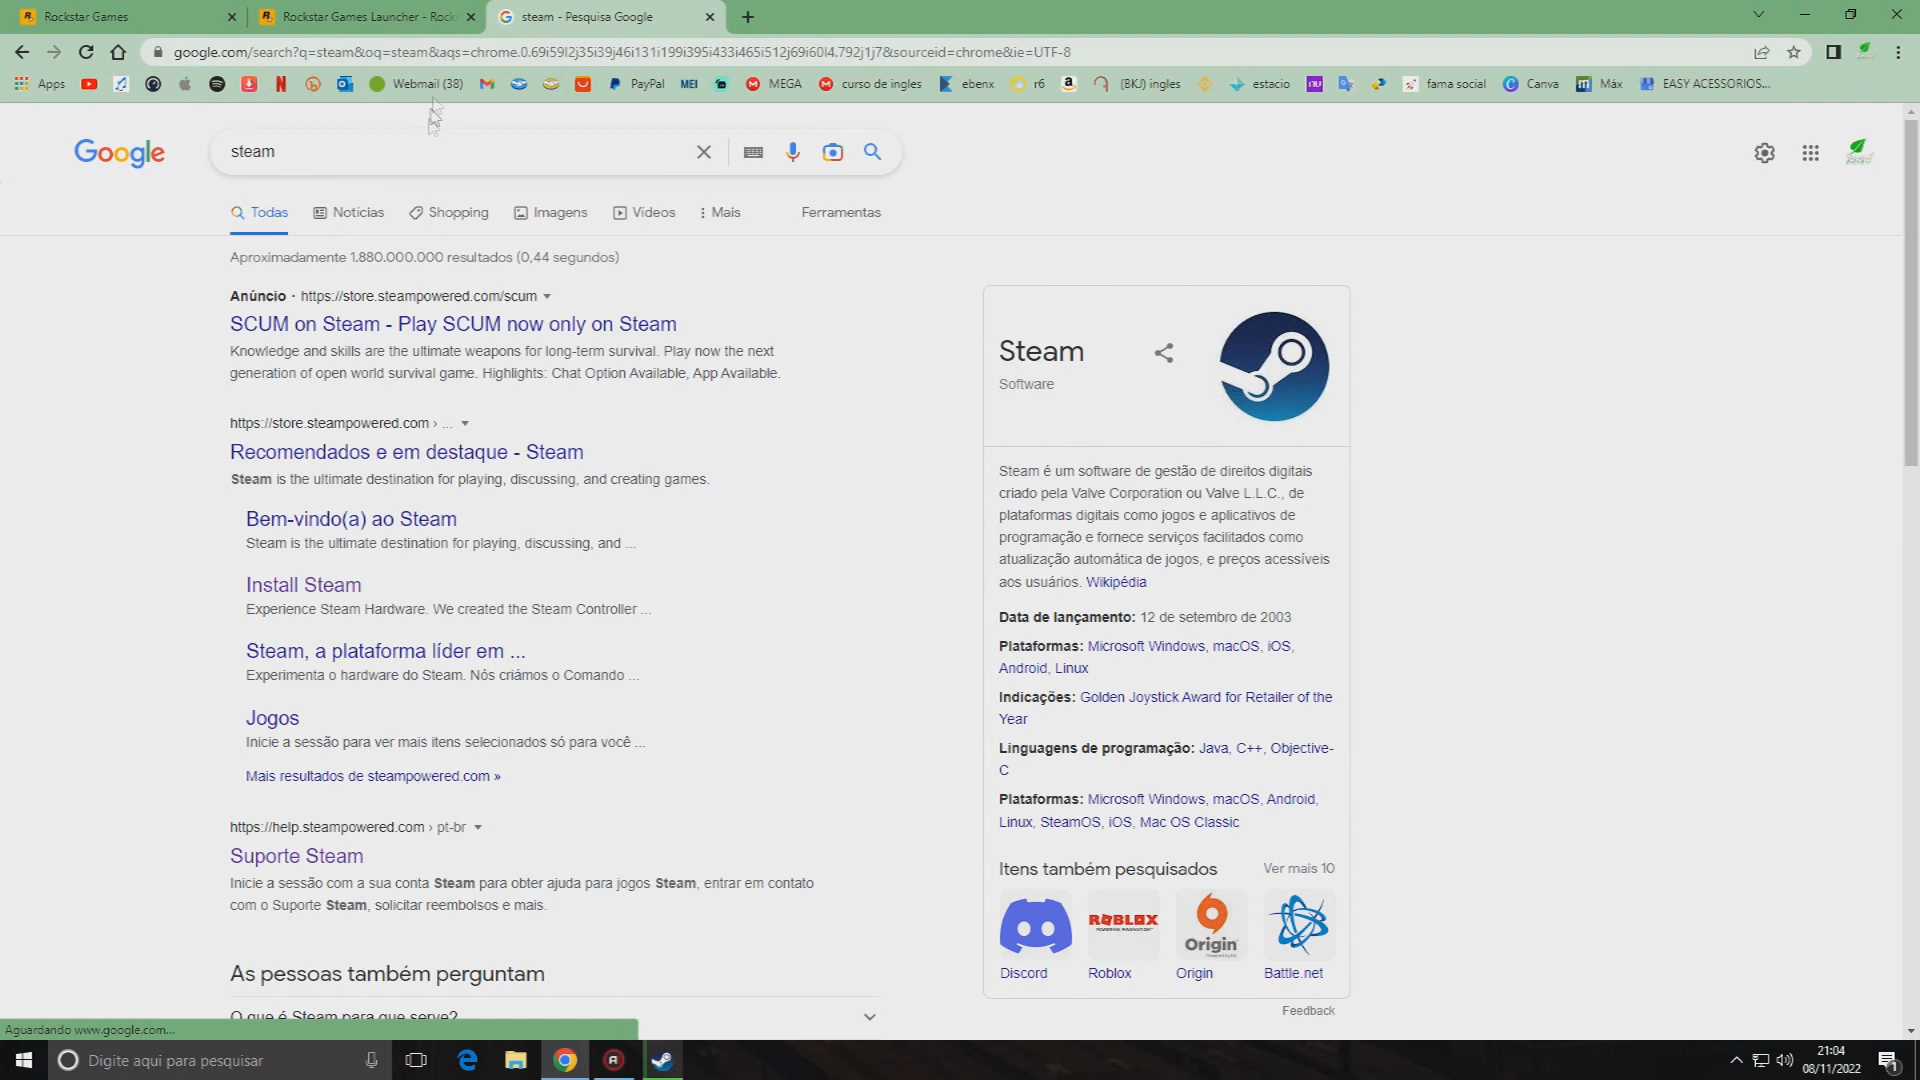 Rockstar Games
Rockstar Games Launcher - Rocks
steam - Pesquisa Google
google.com/search?q=steam&oq=steam&aqs=chrome.0.69i59l2j35i39j46i131i199i395i433i465i512j69i60l4.792j1j7&sourceid=chrome&ie=UTF-8
Apps
Webmail (38)
PayPal
MEI
MEGA
curso de ingles
ebenx
r6
(BKJ) ingles
estacio
fama social
Canva
Máx
EASY ACESSORIOS...
Google
steam
Todas
Notícias
Shopping
Imagens
Vídeos
Mais
Ferramentas
Aproximadamente 1.880.000.000 resultados (0,44 segundos)
Anúncio · https://store.steampowered.com/scum
SCUM on Steam - Play SCUM now only on Steam
Knowledge and skills are the ultimate weapons for long-term survival. Play now the next
generation of open world survival game. Highlights: Chat Option Available, App Available.
https://store.steampowered.com › ...
Recomendados e em destaque - Steam
Steam is the ultimate destination for playing, discussing, and creating games.
Bem-vindo(a) ao Steam
Steam is the ultimate destination for playing, discussing, and ...
Install Steam
Experience Steam Hardware. We created the Steam Controller ...
Steam, a plataforma líder em ...
Experimenta o hardware do Steam. Nós criámos o Comando ...
Jogos
Inicie a sessão para ver mais itens selecionados só para você ...
Mais resultados de steampowered.com »
https://help.steampowered.com › pt-br
Suporte Steam
Inicie a sessão com a sua conta Steam para obter ajuda para jogos Steam, entrar em contato
com o Suporte Steam, solicitar reembolsos e mais.
As pessoas também perguntam
O que é Steam para que serve?
Steam
Software
Steam é um software de gestão de direitos digitais
criado pela Valve Corporation ou Valve L.L.C., de
plataformas digitais como jogos e aplicativos de
programação e fornece serviços facilitados como
atualização automática de jogos, e preços acessíveis
aos usuários. Wikipédia
Data de lançamento: 12 de setembro de 2003
Plataformas: Microsoft Windows, macOS, iOS,
Android, Linux
Indicações: Golden Joystick Award for Retailer of the
Year
Linguagens de programação: Java, C++, Objective-
C
Plataformas: Microsoft Windows, macOS, Android,
Linux, SteamOS, iOS, Mac OS Classic
Itens também pesquisados
Ver mais 10
ROBLOX
Origin
Discord
Roblox
Origin
Battle.net
Feedback
Aguardando www.google.com...
Digite aqui para pesquisar
21:04
08/11/2022
1